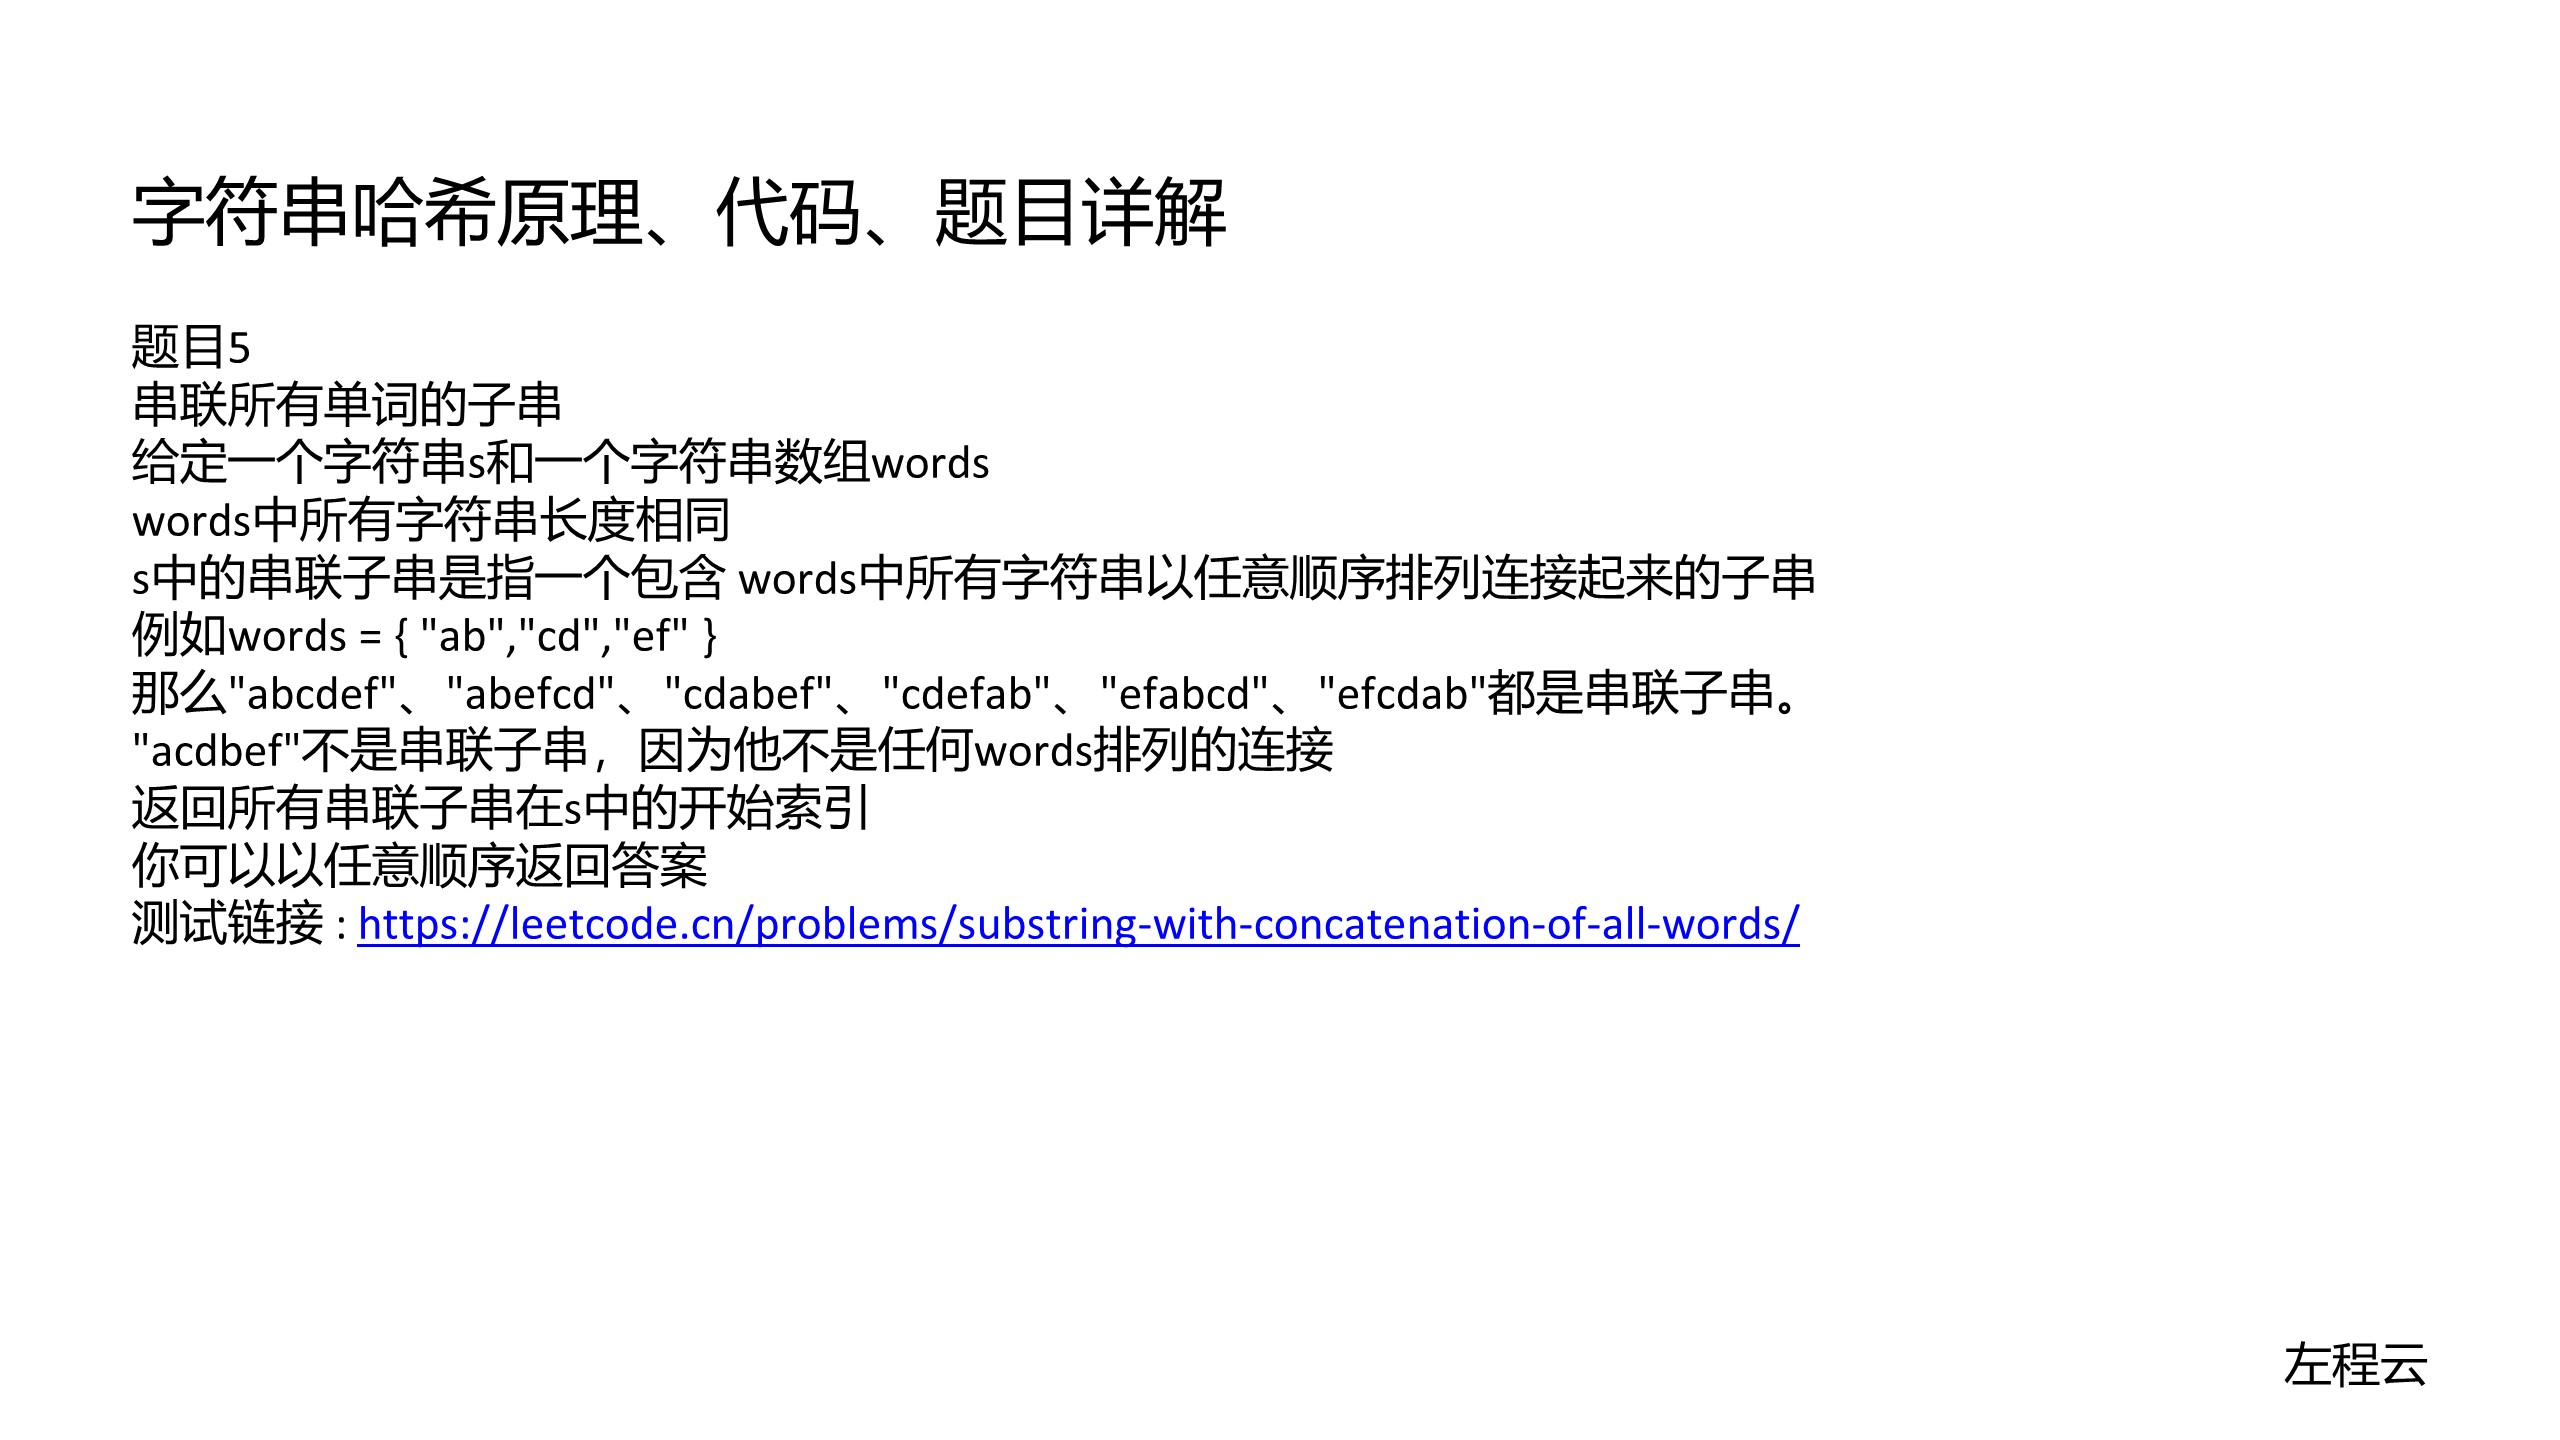 字符串哈希原理、代码、题目详解
题目5
串联所有单词的子串
给定一个字符串s和一个字符串数组words
words中所有字符串长度相同
s中的串联子串是指一个包含 words中所有字符串以任意顺序排列连接起来的子串
例如words = { "ab","cd","ef" }
那么"abcdef"、"abefcd"、"cdabef"、"cdefab"、"efabcd"、"efcdab"都是串联子串。
"acdbef"不是串联子串，因为他不是任何words排列的连接
返回所有串联子串在s中的开始索引
你可以以任意顺序返回答案
测试链接 : https://leetcode.cn/problems/substring-with-concatenation-of-all-words/
左程云